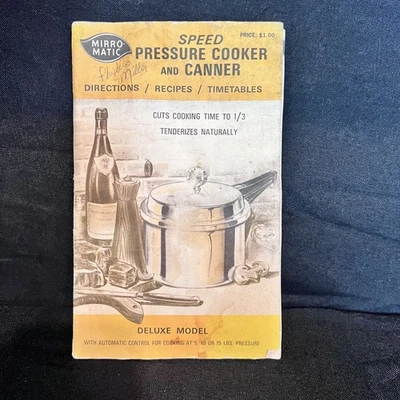 PRICE: $1.00
MIRRO
MATIC
SPEED
PRESSURE COOKER
AND CANNER
DIRECTIONS / RECIPES / TIMETABLES
CUTS COOKING TIME TO 1/3
TENDERIZES NATURALLY
DELUXE MODEL
WITH AUTOMATIC CONTROL FOR COOKING AT 5, 10 OR 15 LBS. PRESSURE